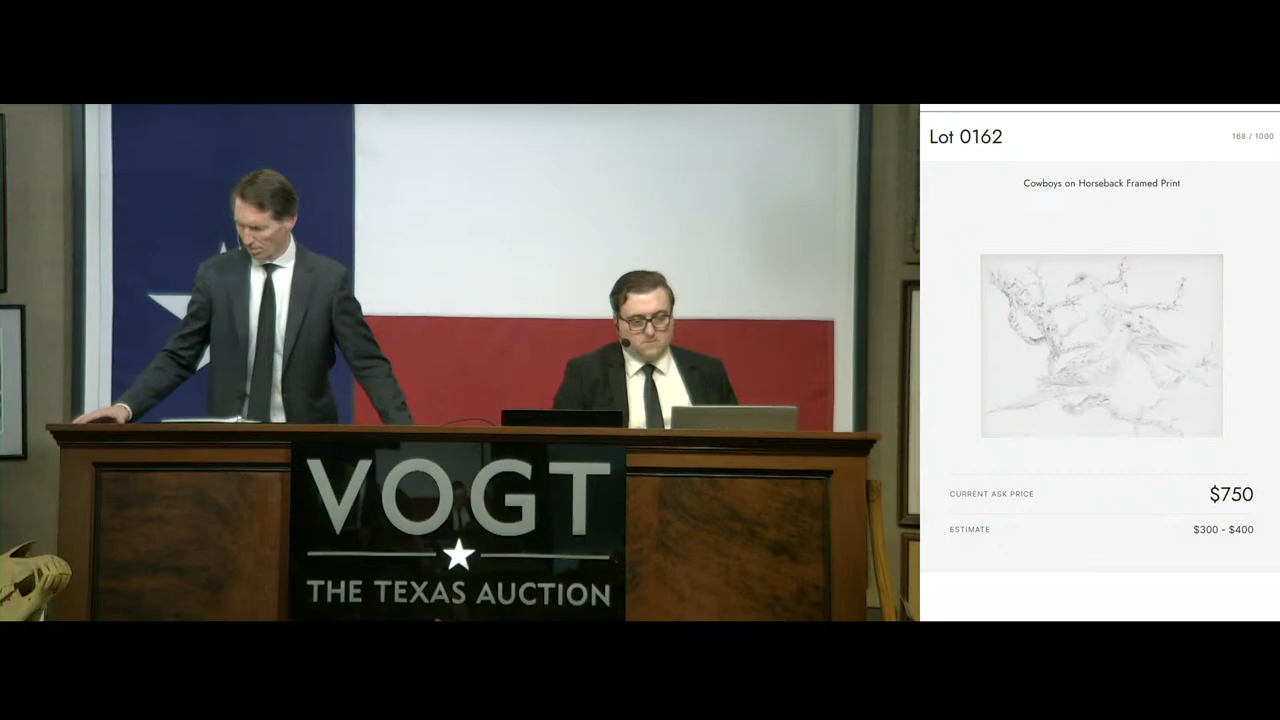 VOGT
THE TEXAS AUCTION
Lot 0162
168 / 1000
Cowboys on Horseback Framed Print
CURRENT ASK PRICE
$750
ESTIMATE
$300 - $400